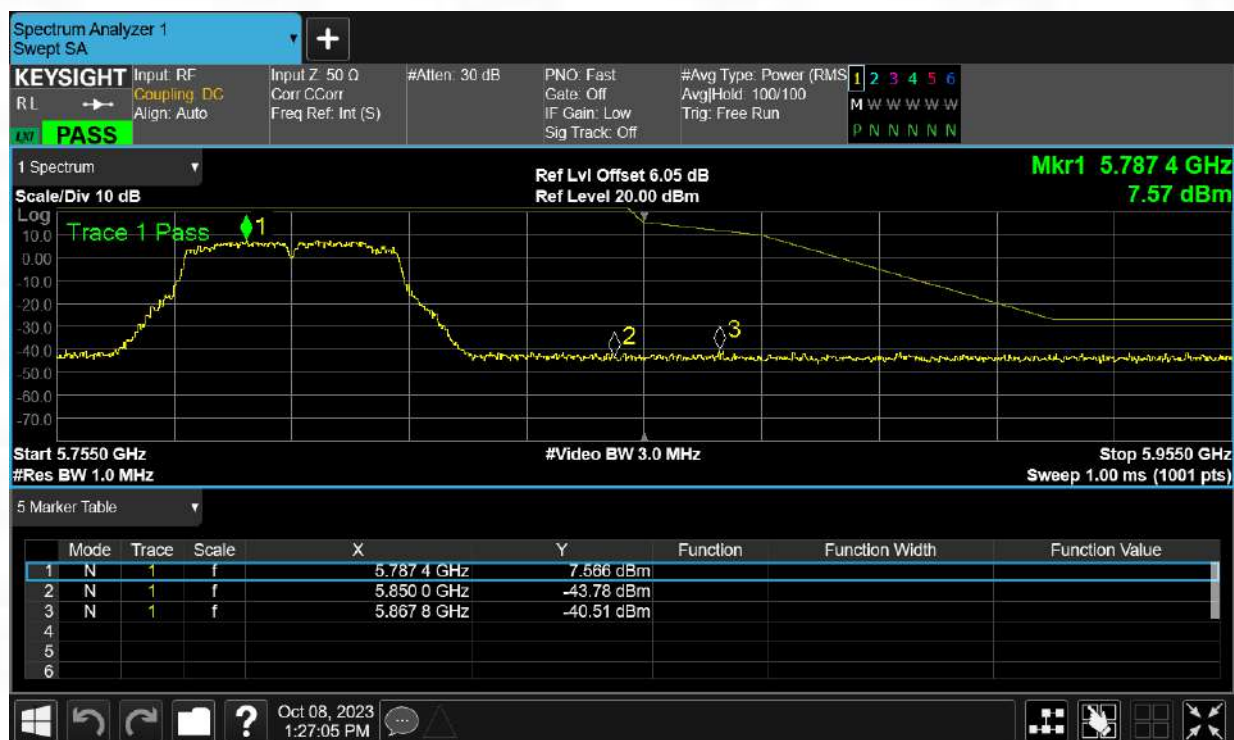 Spectrum Analyzer 1
Swept SA
+
KEYSIGHT Input: RF Input Z: 50 Ω #Atten: 30 dB PNO: Fast #Avg Type: Power (RMS 1 2 3 4 5 6
RL Coupling: DC Corr CCorr Gate: Off Avg|Hold: 100/100 M W W W W W
Align: Auto Freq Ref: Int (S) IF Gain: Low Trig: Free Run
LXI PASS Sig Track: Off P N N N N N
1 Spectrum
Ref Lvl Offset 6.05 dB Mkr1 5.787 4 GHz
Scale/Div 10 dB Ref Level 20.00 dBm 7.57 dBm
Log
Trace 1 Pass
1
10.0
0.00
-10.0
-20.0
-30.0
2 3
-40.0
-50.0
-60.0
-70.0
Start 5.7550 GHz #Video BW 3.0 MHz Stop 5.9550 GHz
#Res BW 1.0 MHz Sweep 1.00 ms (1001 pts)
5 Marker Table
Mode Trace Scale X Y Function Function Width Function Value
1 N 1 f 5.787 4 GHz 7.566 dBm
2 N 1 f 5.850 0 GHz -43.78 dBm
3 N 1 f 5.867 8 GHz -40.51 dBm
4
5
6
? Oct 08, 2023
1:27:05 PM